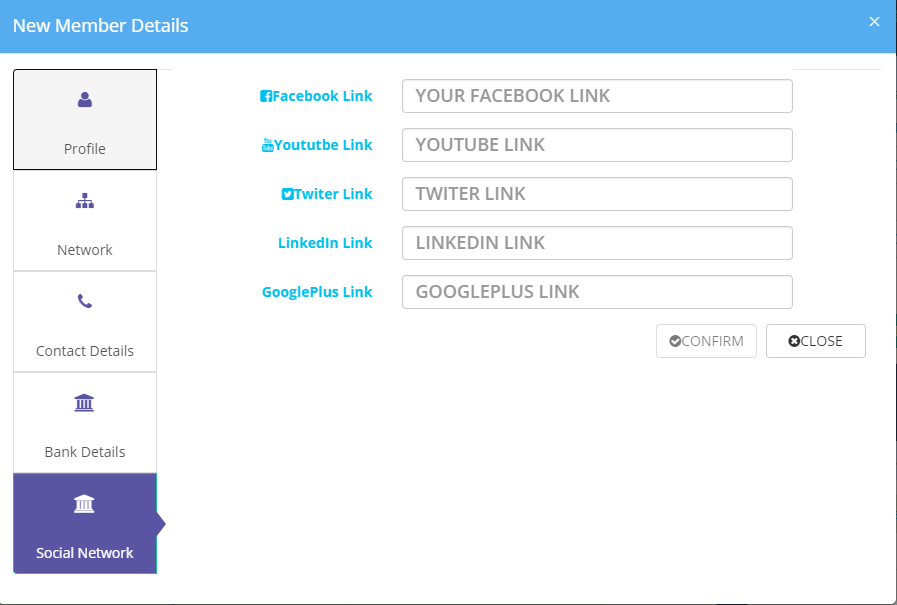 New Member Details
×
Profile
Network
Contact Details
Bank Details
Social Network
Facebook Link
YOUR FACEBOOK LINK
Yoututbe Link
YOUTUBE LINK
Twiter Link
TWITER LINK
LinkedIn Link
LINKEDIN LINK
GooglePlus Link
GOOGLEPLUS LINK
CONFIRM
CLOSE